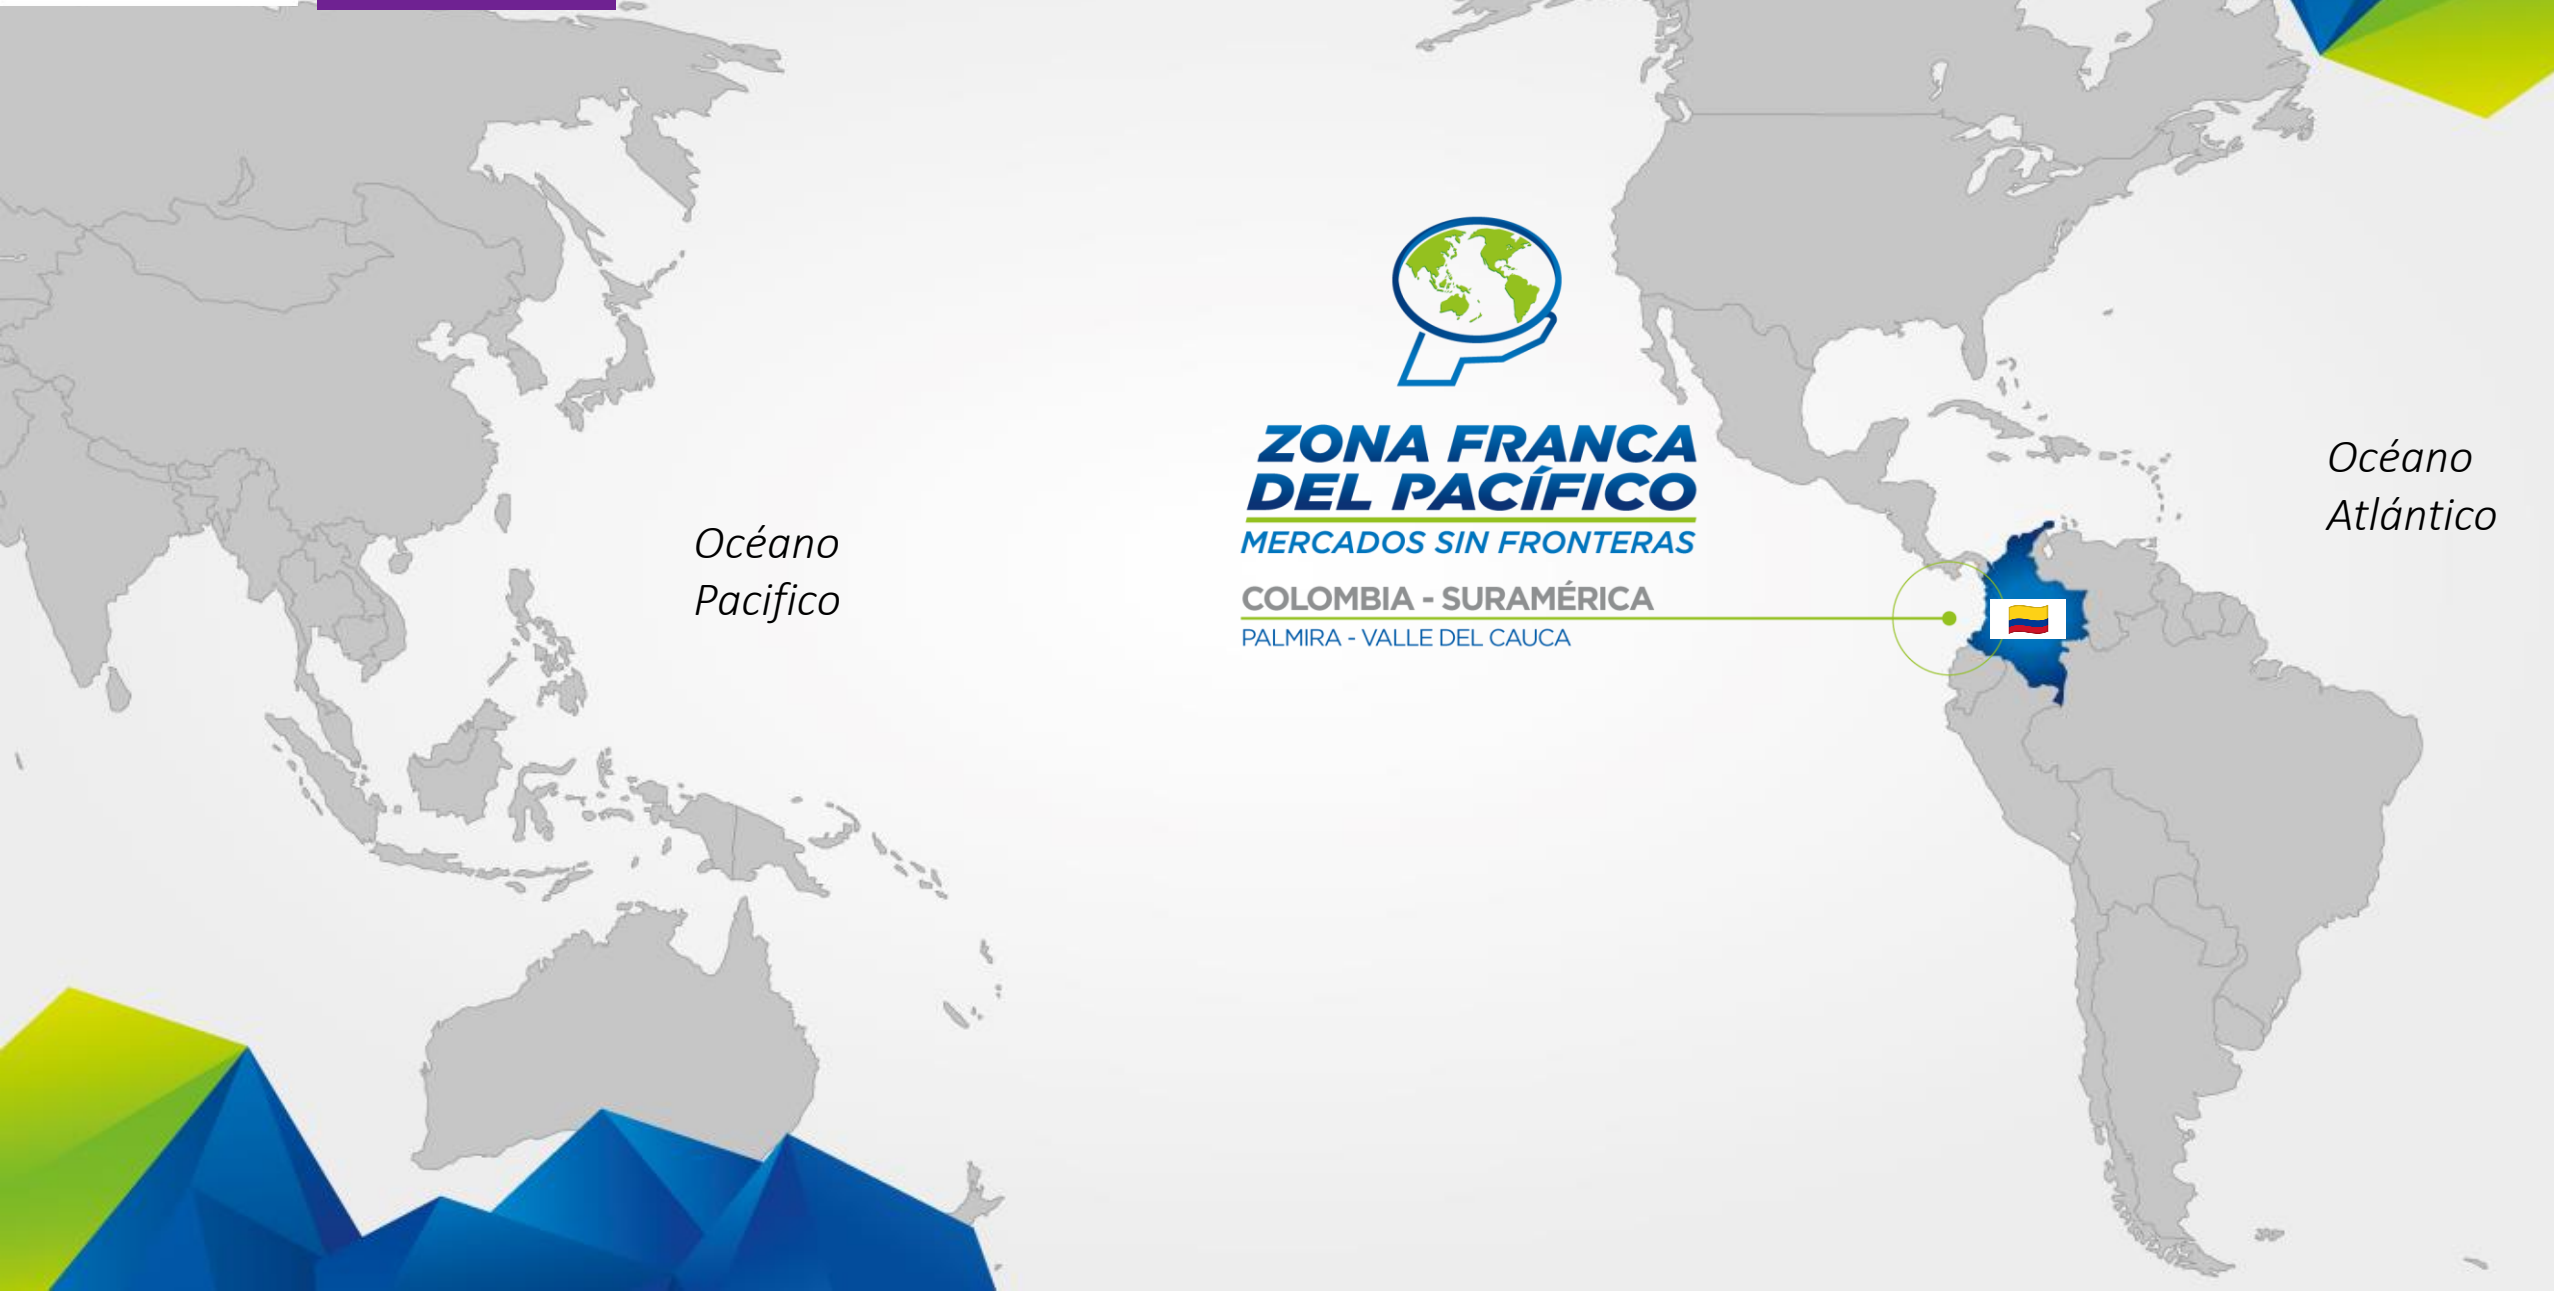 ZONA FRANCA
DEL PACÍFICO
MERCADOS SIN FRONTERAS
COLOMBIA - SURAMÉRICA
PALMIRA - VALLE DEL CAUCA
Océano
Pacifico
Océano
Atlántico